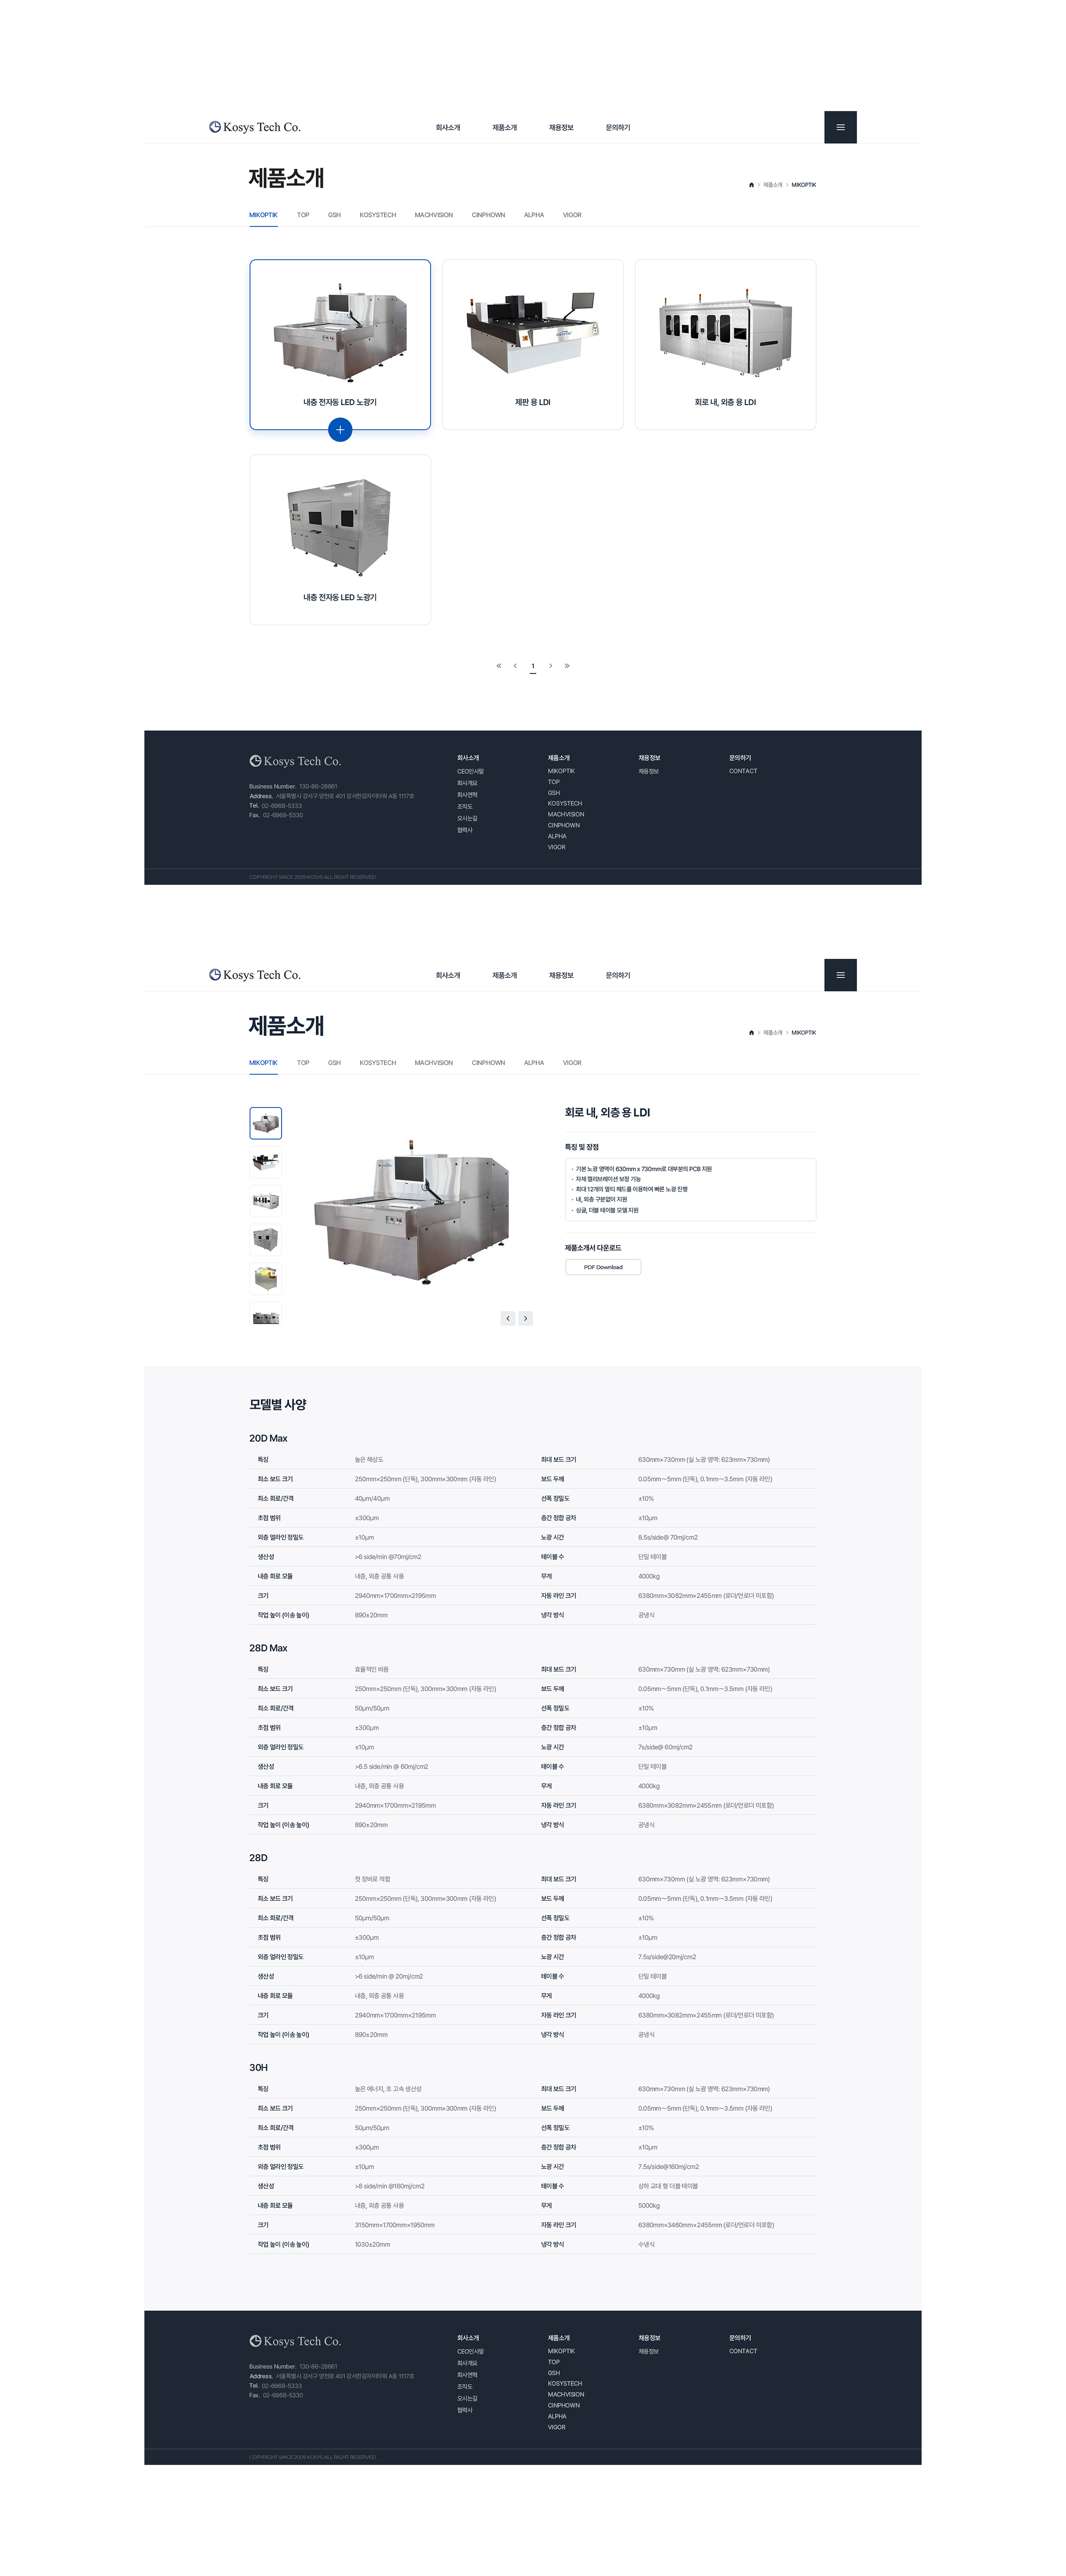 Kosys Tech Co.
회사소개 제품소개 채용정보 문의하기
제품소개
> 제품소개 > MIKOPTIK
MIKOPTIK TOP GSH KOSYSTECH MACHVISION CINPHOWN ALPHA VIGOR
내층 전자동 LED 노광기
제판 용 LDI
회로 내, 외층 용 LDI
내층 전자동 LED 노광기
1
Kosys Tech Co.
Business Number. 130-86-28661
Address. 서울특별시 강서구 양천로 401 강서한강자이타워 A동 1117호
Tel. 02-6968-5333
Fax. 02-6968-5330
회사소개
CEO인사말
회사개요
회사연혁
조직도
오시는길
협력사
제품소개
MIKOPTIK
TOP
GSH
KOSYSTECH
MACHVISION
CINPHOWN
ALPHA
VIGOR
채용정보
채용정보
문의하기
CONTACT
COPYRIGHT SINCE 2009 KOSYS ALL RIGHT RESERVED
Kosys Tech Co.
회사소개 제품소개 채용정보 문의하기
제품소개
> 제품소개 > MIKOPTIK
MIKOPTIK TOP GSH KOSYSTECH MACHVISION CINPHOWN ALPHA VIGOR
회로 내, 외층 용 LDI
특징 및 장점
· 기본 노광 영역이 630mm x 730mm로 대부분의 PCB 지원
· 자체 캘리브레이션 보정 기능
· 최대 12개의 멀티 헤드를 이용하여 빠른 노광 진행
· 내, 외층 구분없이 지원
· 싱글, 더블 테이블 모델 지원
제품소개서 다운로드
PDF Download
모델별 사양
20D Max
특징 높은 해상도 최대 보드 크기 630mm×730mm (실 노광 영역: 623mm×730mm)
최소 보드 크기 250mm×250mm (단독), 300mm×300mm (자동 라인) 보드 두께 0.05mm~5mm (단독), 0.1mm~3.5mm (자동 라인)
최소 회로/간격 40μm/40μm 선폭 정밀도 ±10%
초점 범위 ±300μm 층간 정합 공차 ±10μm
외층 얼라인 정밀도 ±10μm 노광 시간 8.5s/side@ 70mj/cm2
생산성 >6 side/min @70mj/cm2 테이블 수 단일 테이블
내층 회로 모듈 내층, 외층 공통 사용 무게 4000kg
크기 2940mm×1700mm×2195mm 자동 라인 크기 6380mm×3082mm×2455mm (로더/언로더 미포함)
작업 높이 (이송 높이) 890±20mm 냉각 방식 공냉식
28D Max
특징 효율적인 비용 최대 보드 크기 630mm×730mm (실 노광 영역: 623mm×730mm)
최소 보드 크기 250mm×250mm (단독), 300mm×300mm (자동 라인) 보드 두께 0.05mm~5mm (단독), 0.1mm~3.5mm (자동 라인)
최소 회로/간격 50μm/50μm 선폭 정밀도 ±10%
초점 범위 ±300μm 층간 정합 공차 ±10μm
외층 얼라인 정밀도 ±10μm 노광 시간 7s/side@ 60mj/cm2
생산성 >6.5 side/min @ 60mj/cm2 테이블 수 단일 테이블
내층 회로 모듈 내층, 외층 공통 사용 무게 4000kg
크기 2940mm×1700mm×2195mm 자동 라인 크기 6380mm×3082mm×2455mm (로더/언로더 미포함)
작업 높이 (이송 높이) 890±20mm 냉각 방식 공냉식
28D
특징 첫 장비로 적합 최대 보드 크기 630mm×730mm (실 노광 영역: 623mm×730mm)
최소 보드 크기 250mm×250mm (단독), 300mm×300mm (자동 라인) 보드 두께 0.05mm~5mm (단독), 0.1mm~3.5mm (자동 라인)
최소 회로/간격 50μm/50μm 선폭 정밀도 ±10%
초점 범위 ±300μm 층간 정합 공차 ±10μm
외층 얼라인 정밀도 ±10μm 노광 시간 7.5s/side@20mj/cm2
생산성 >6 side/min @ 20mj/cm2 테이블 수 단일 테이블
내층 회로 모듈 내층, 외층 공통 사용 무게 4000kg
크기 2940mm×1700mm×2195mm 자동 라인 크기 6380mm×3082mm×2455mm (로더/언로더 미포함)
작업 높이 (이송 높이) 890±20mm 냉각 방식 공냉식
30H
특징 높은 에너지, 초 고속 생산성 최대 보드 크기 630mm×730mm (실 노광 영역: 623mm×730mm)
최소 보드 크기 250mm×250mm (단독), 300mm×300mm (자동 라인) 보드 두께 0.05mm~5mm (단독), 0.1mm~3.5mm (자동 라인)
최소 회로/간격 50μm/50μm 선폭 정밀도 ±10%
초점 범위 ±300μm 층간 정합 공차 ±10μm
외층 얼라인 정밀도 ±10μm 노광 시간 7.5s/side@160mj/cm2
생산성 >8 side/min @160mj/cm2 테이블 수 상하 교대 형 더블 테이블
내층 회로 모듈 내층, 외층 공통 사용 무게 5000kg
크기 3150mm×1700mm×1950mm 자동 라인 크기 6380mm×3460mm×2455mm (로더/언로더 미포함)
작업 높이 (이송 높이) 1030±20mm 냉각 방식 수냉식
Kosys Tech Co.
Business Number. 130-86-28661
Address. 서울특별시 강서구 양천로 401 강서한강자이타워 A동 1117호
Tel. 02-6968-5333
Fax. 02-6968-5330
회사소개
CEO인사말
회사개요
회사연혁
조직도
오시는길
협력사
제품소개
MIKOPTIK
TOP
GSH
KOSYSTECH
MACHVISION
CINPHOWN
ALPHA
VIGOR
채용정보
채용정보
문의하기
CONTACT
COPYRIGHT SINCE 2009 KOSYS ALL RIGHT RESERVED